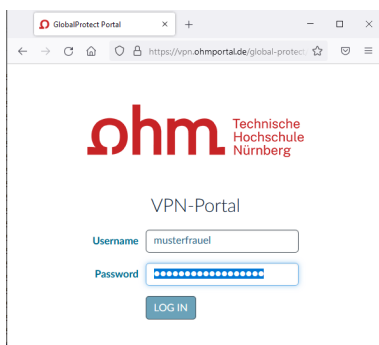 GlobalProtect Portal
https://vpn.ohmportal.de/global-protect
ohm
Technische
Hochschule
Nürnberg
VPN-Portal
Username musterfrauel
Password ••••••••••••••••••
LOG IN